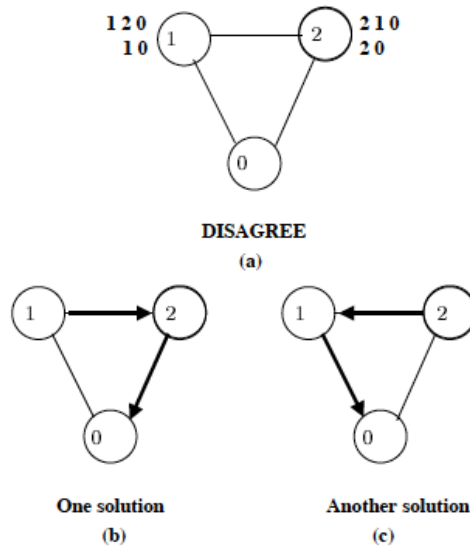 1 2 0
1 0
1
2
2 1 0
2 0
0
DISAGREE
(a)
1
2
0
One solution
(b)
1
2
0
Another solution
(c)